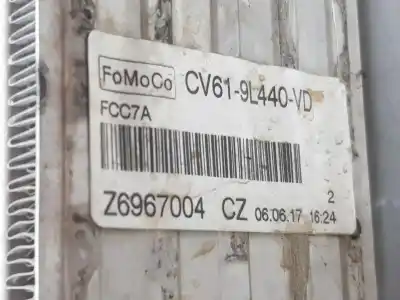 FoMoCo CV61-9L440-VD
FCC7A
2
Z6967004 CZ 06.06.17 16:24